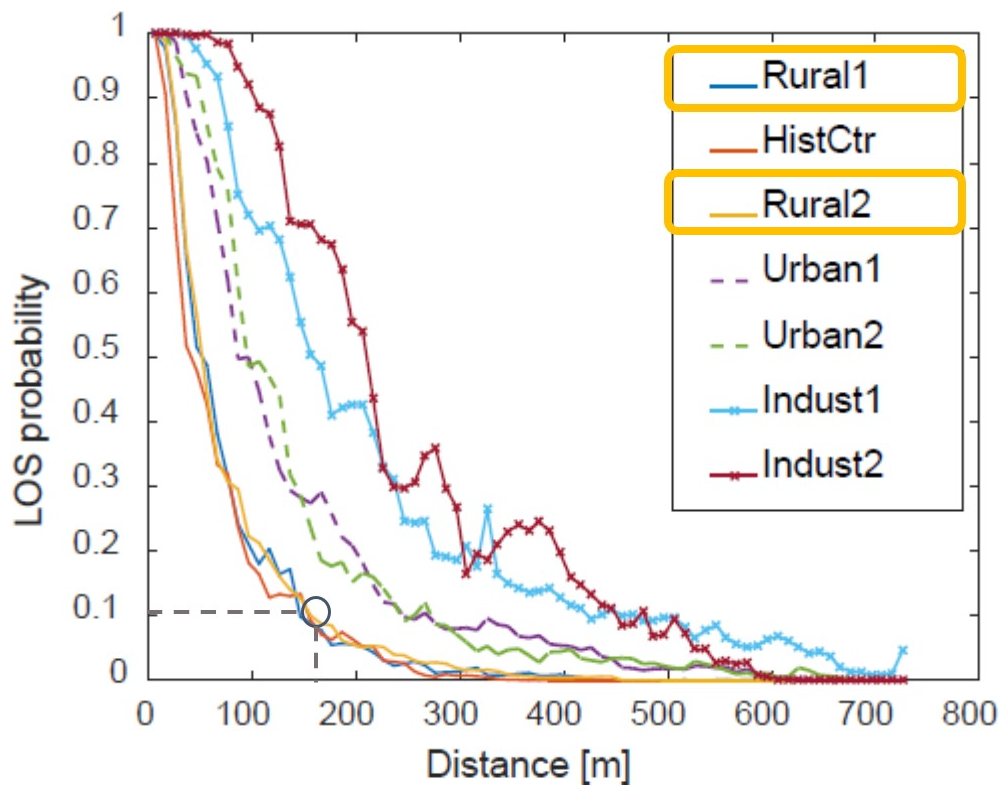 1
0.9
0.8
0.7
0.6
0.5
0.4
0.3
0.2
0.1
0
LOS probability
Rural1
HistCtr
Rural2
Urban1
Urban2
Indust1
Indust2
0 100 200 300 400 500 600 700 800
Distance [m]